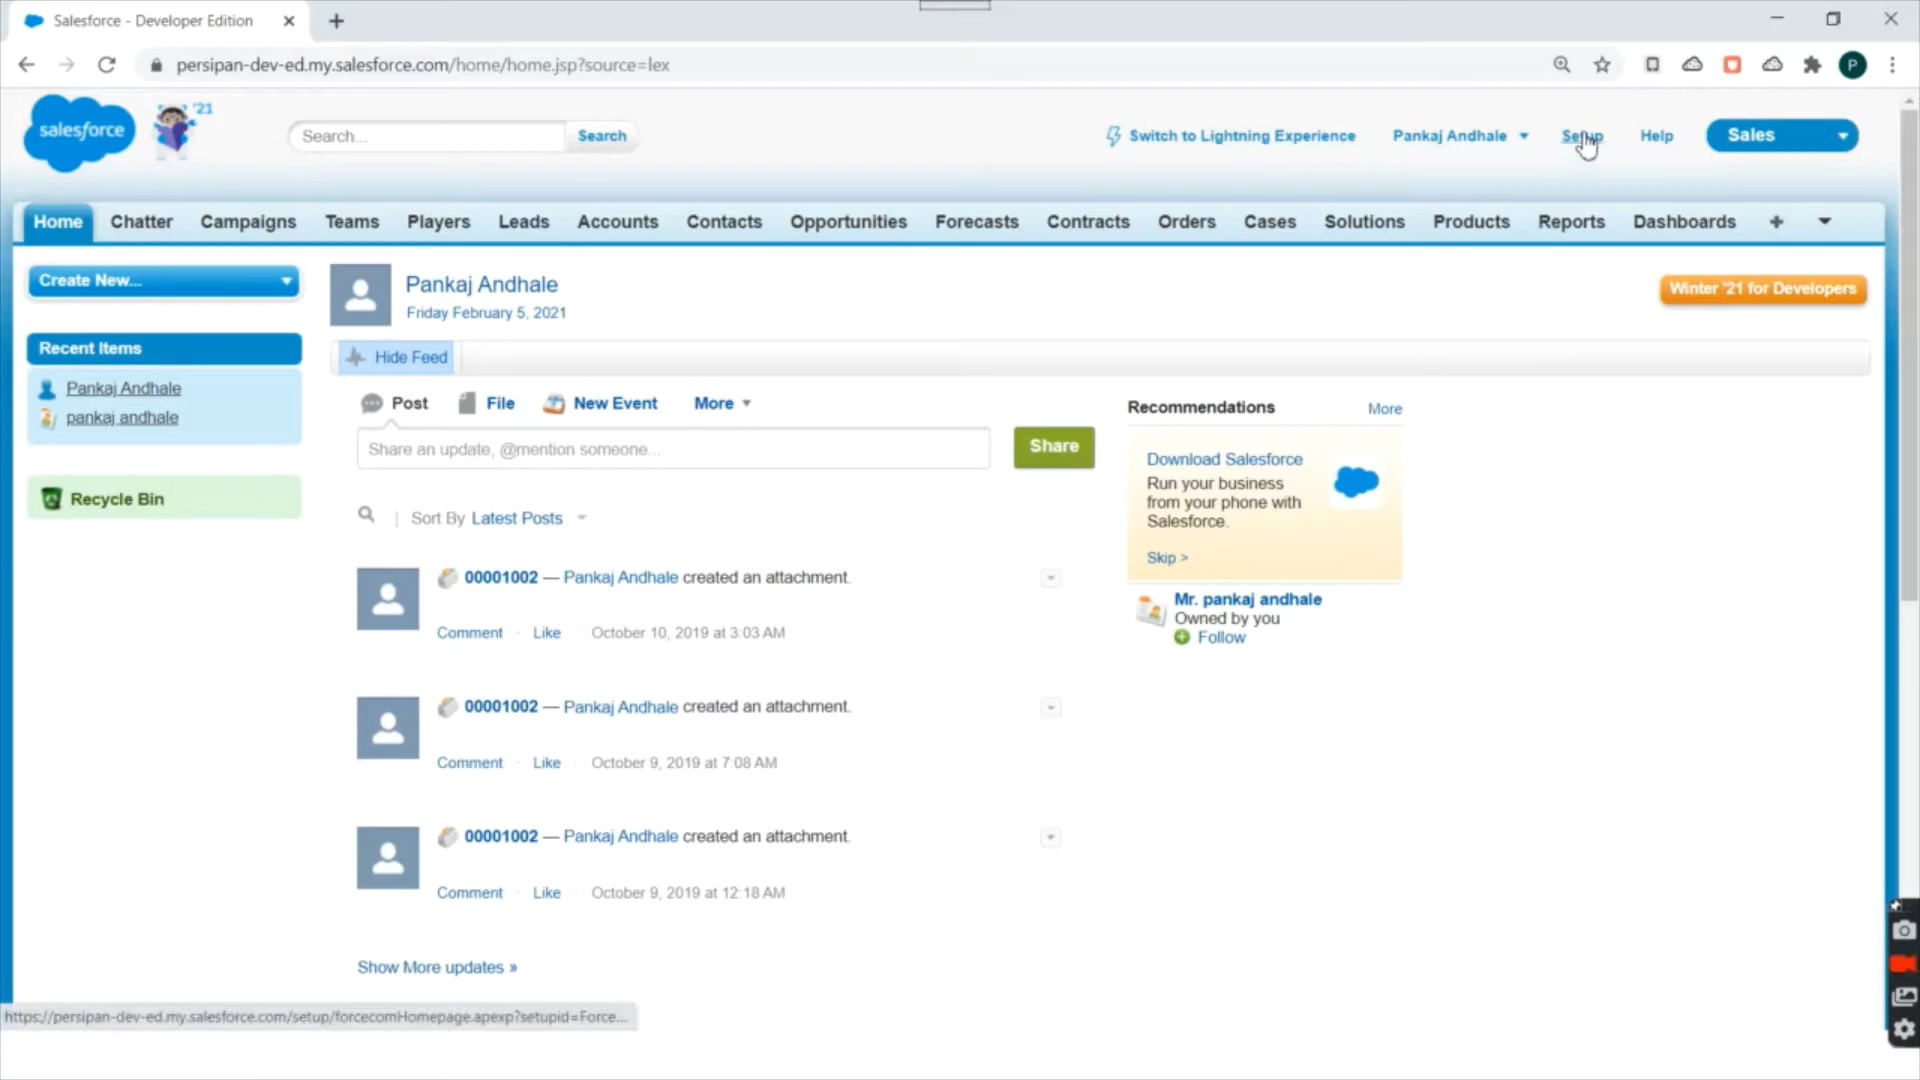 Salesforce - Developer Edition
persipan-dev-ed.my.salesforce.com/home/home.jsp?source=lex
P
salesforce
'21
Search...
Search
Switch to Lightning Experience
Pankaj Andhale
Setup
Help
Sales
Home
Chatter
Campaigns
Teams
Players
Leads
Accounts
Contacts
Opportunities
Forecasts
Contracts
Orders
Cases
Solutions
Products
Reports
Dashboards
Create New...
Recent Items
Pankaj Andhale
pankaj andhale
Recycle Bin
Pankaj Andhale
Friday February 5, 2021
Winter '21 for Developers
Hide Feed
Post
File
New Event
More
Share an update, @mention someone...
Share
Sort By Latest Posts
00001002 — Pankaj Andhale created an attachment.
Comment · Like · October 10, 2019 at 3:03 AM
00001002 — Pankaj Andhale created an attachment.
Comment · Like · October 9, 2019 at 7:08 AM
00001002 — Pankaj Andhale created an attachment.
Comment · Like · October 9, 2019 at 12:18 AM
Show More updates »
Recommendations
More
Download Salesforce
Run your business
from your phone with
Salesforce.
Skip >
Mr. pankaj andhale
Owned by you
Follow
https://persipan-dev-ed.my.salesforce.com/setup/forcecomHomepage.apexp?setupid=Force...